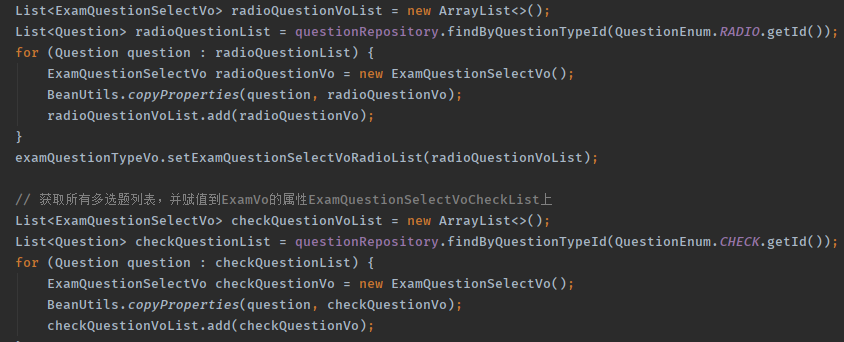 List<ExamQuestionSelectVo> radioQuestionVoList = new ArrayList<>();
List<Question> radioQuestionList = questionRepository.findByQuestionTypeId(QuestionEnum.RADIO.getId());
for (Question question : radioQuestionList) {
    ExamQuestionSelectVo radioQuestionVo = new ExamQuestionSelectVo();
    BeanUtils.copyProperties(question, radioQuestionVo);
    radioQuestionVoList.add(radioQuestionVo);
}
examQuestionTypeVo.setExamQuestionSelectVoRadioList(radioQuestionVoList);
// 获取所有多选题列表，并赋值到ExamVo的属性ExamQuestionSelectVoCheckList上
List<ExamQuestionSelectVo> checkQuestionVoList = new ArrayList<>();
List<Question> checkQuestionList = questionRepository.findByQuestionTypeId(QuestionEnum.CHECK.getId());
for (Question question : checkQuestionList) {
    ExamQuestionSelectVo checkQuestionVo = new ExamQuestionSelectVo();
    BeanUtils.copyProperties(question, checkQuestionVo);
    checkQuestionVoList.add(checkQuestionVo);